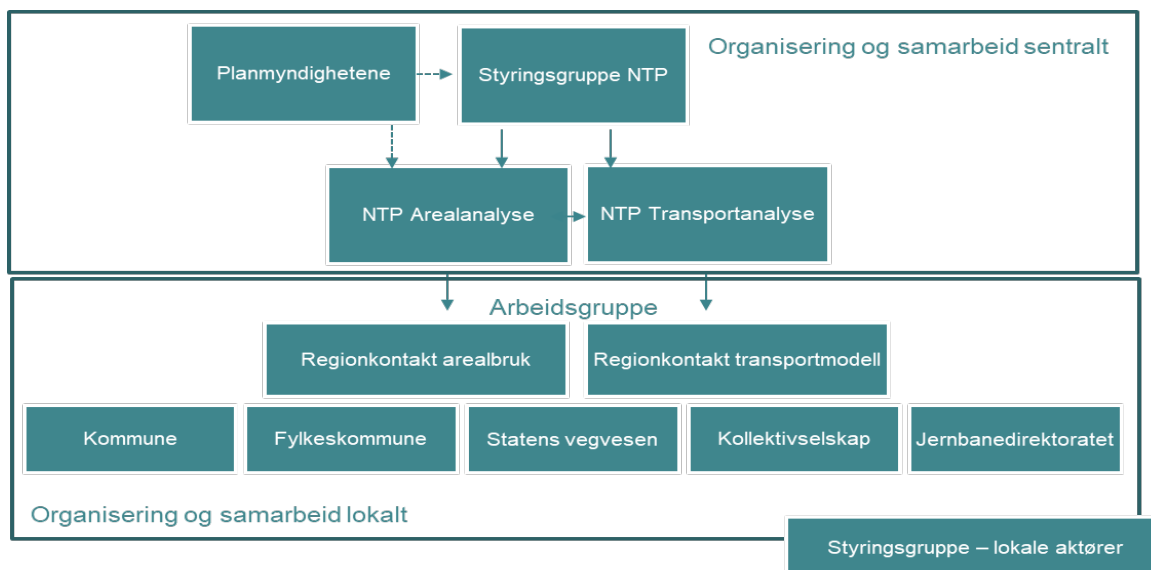 Organisering og samarbeid sentralt
Planmyndighetene
Styringsgruppe NTP
NTP Arealanalyse
NTP Transportanalyse
Arbeidsgruppe
Regionkontakt arealbruk
Regionkontakt transportmodell
Kommune
Fylkeskommune
Statens vegvesen
Kollektivselskap
Jernbanedirektoratet
Organisering og samarbeid lokalt
Styringsgruppe – lokale aktører